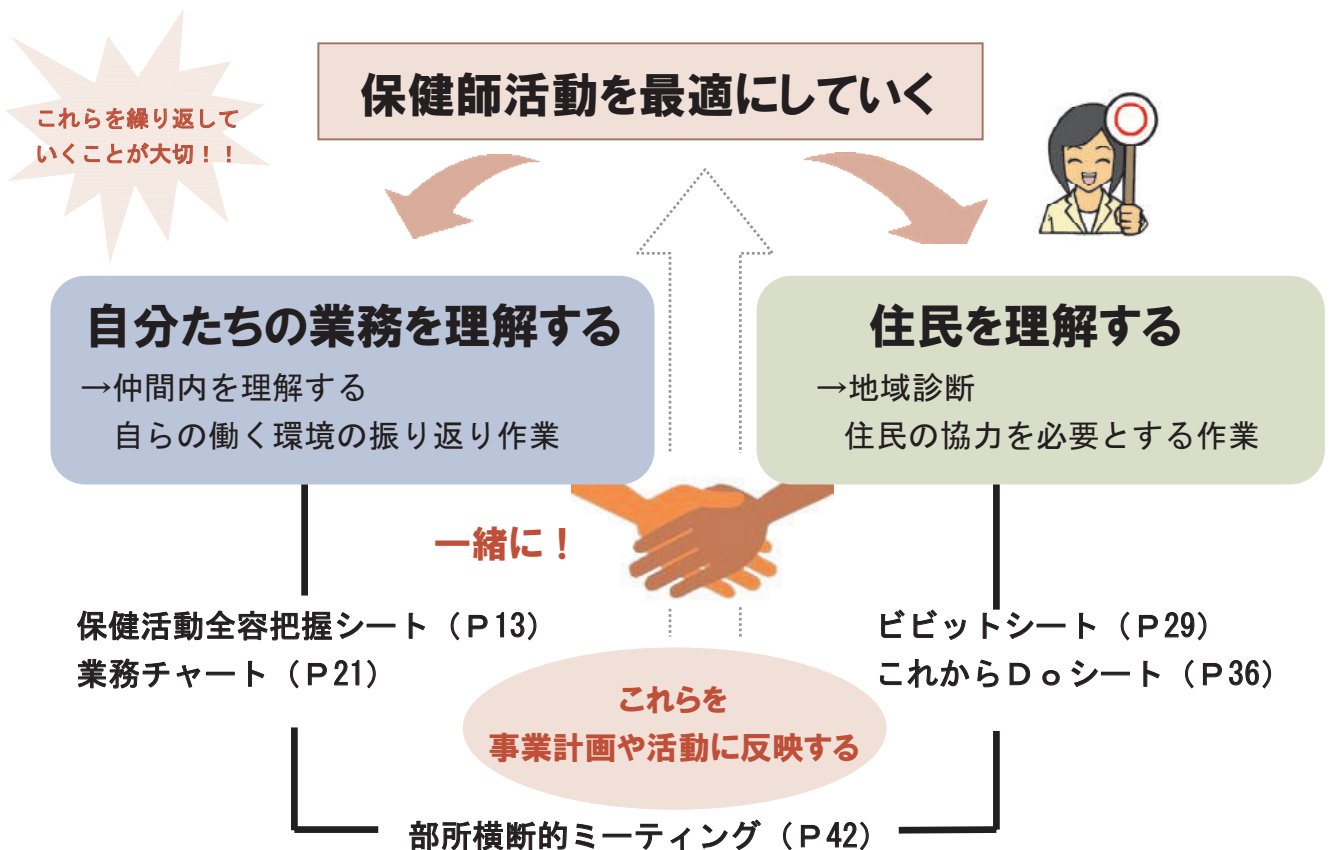 保健師活動を最適にしていく
これらを繰り返して
いくことが大切！！
自分たちの業務を理解する
→仲間内を理解する
自らの働く環境の振り返り作業
住民を理解する
→地域診断
住民の協力を必要とする作業
一緒に！
保健活動全容把握シート（Ｐ13）
業務チャート（Ｐ21）
ビビットシート（Ｐ29）
これからＤｏシート（Ｐ36）
これらを
事業計画や活動に反映する
部所横断的ミーティング（Ｐ42）